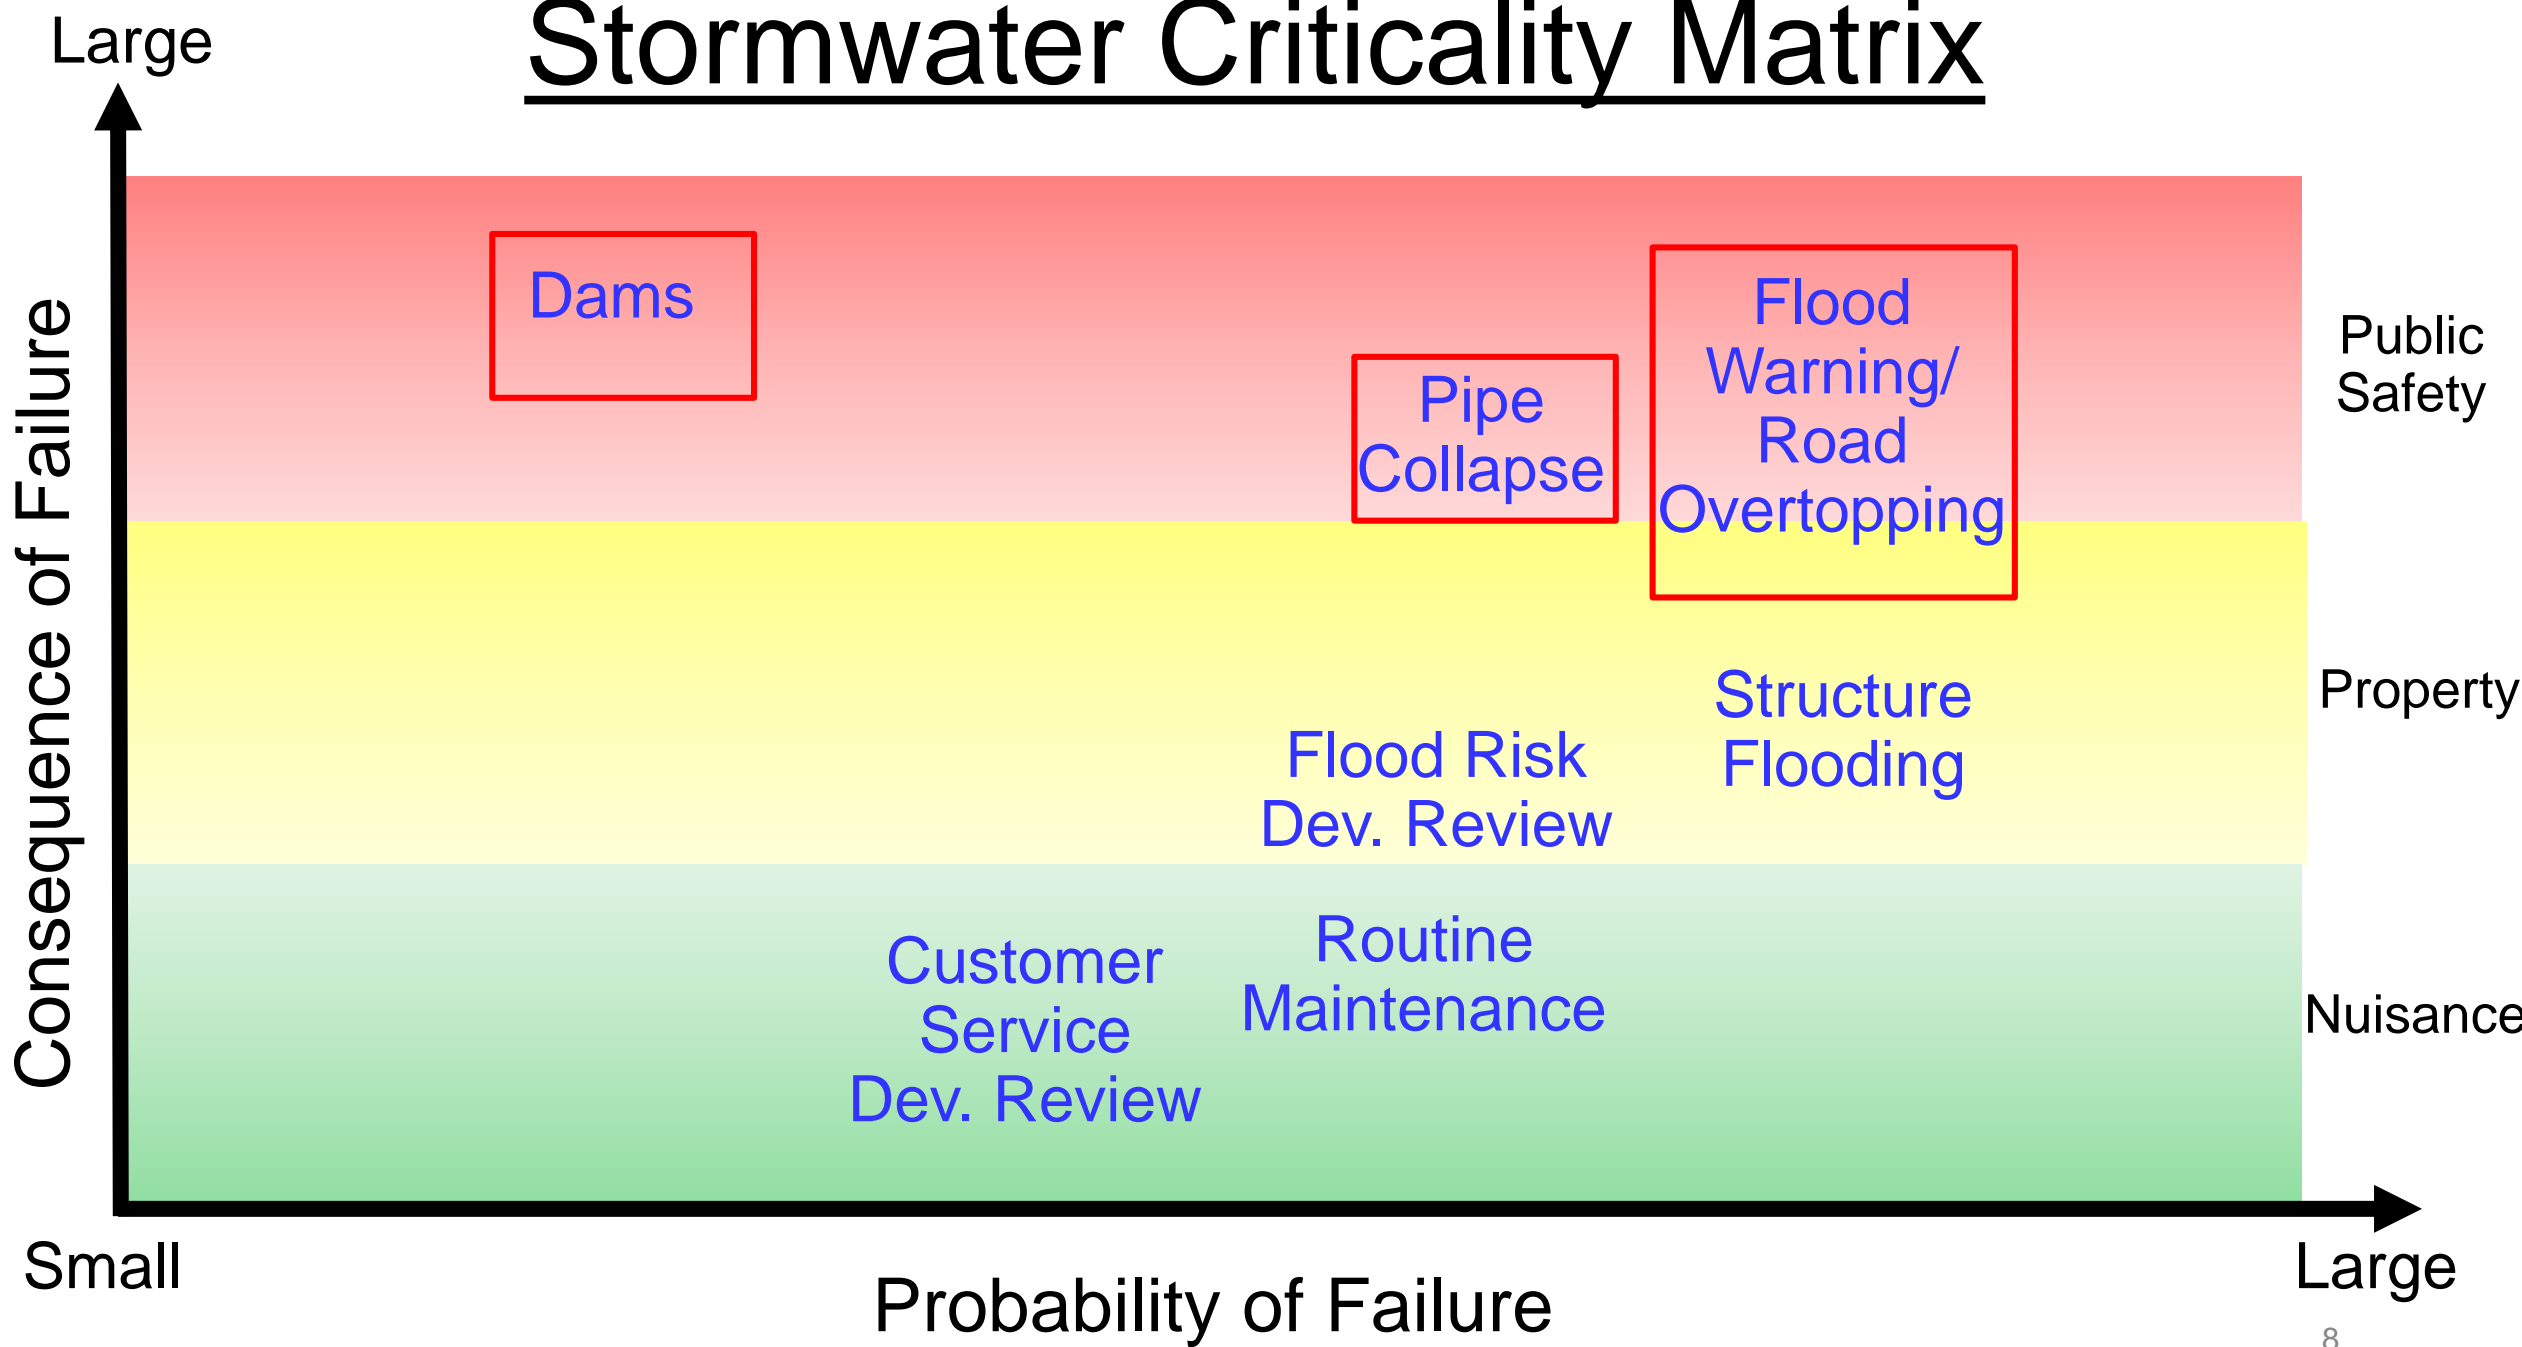 Stormwater Criticality Matrix
Large
Consequence of Failure
Dams
Pipe
Collapse
Flood
Warning/
Road
Overtopping
Public
Safety
Flood Risk
Dev. Review
Structure
Flooding
Property
Customer
Service
Dev. Review
Routine
Maintenance
Nuisance
Small
Probability of Failure
Large
8